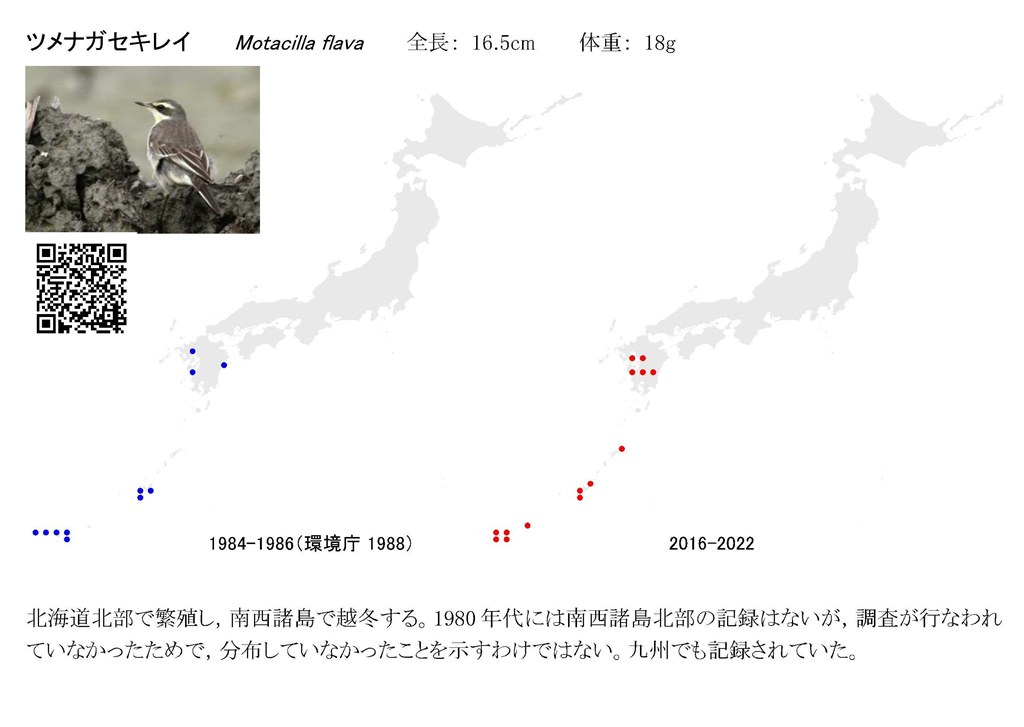 ツメナガセキレイ Motacilla flava 全長： 16.5cm 体重： 18g
1984-1986（環境庁 1988） 2016-2022
北海道北部で繁殖し，南西諸島で越冬する。1980 年代には南西諸島北部の記録はないが，調査が行なわれ
ていなかったためで，分布していなかったことを示すわけではない。九州でも記録されていた。